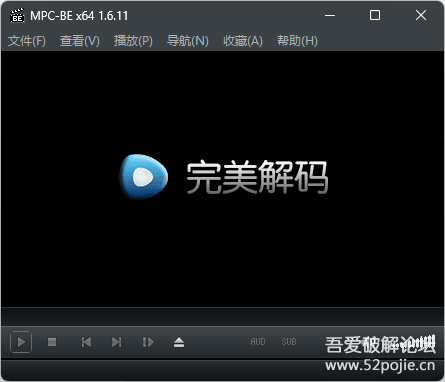 MPC-BE x64 1.6.11
文件(F) 查看(V) 播放(P) 导航(N) 收藏(A) 帮助(H)
完美解码
AUD SUB
吾爱破解论坛
www.52pojie.cn